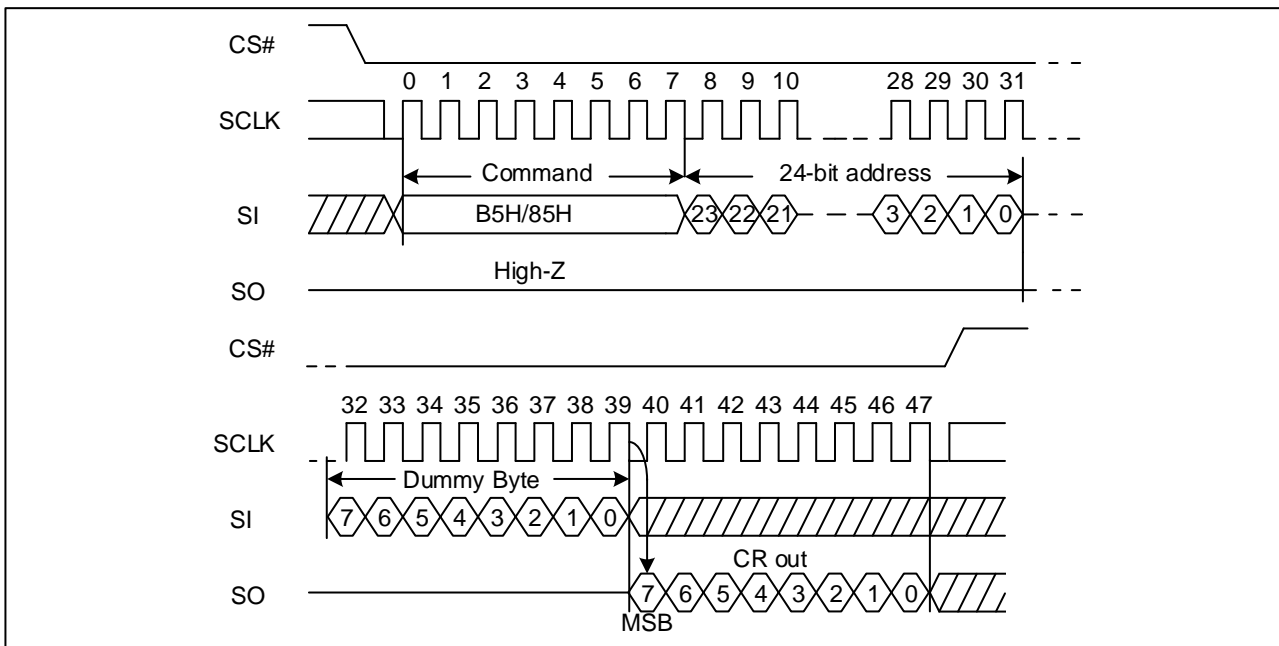 CS#
0 1 2 3 4 5 6 7 8 9 10 28 29 30 31
SCLK
Command 24-bit address
SI B5H/85H 23 22 21 3 2 1 0
High-Z
SO
CS#
32 33 34 35 36 37 38 39 40 41 42 43 44 45 46 47
SCLK
Dummy Byte
SI 7 6 5 4 3 2 1 0
CR out
SO 7 6 5 4 3 2 1 0
MSB